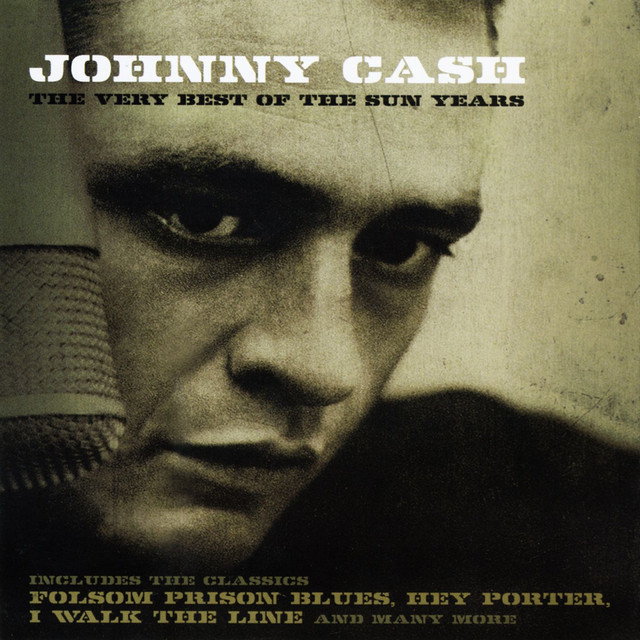 JOHNNY CASH
THE VERY BEST OF THE SUN YEARS
INCLUDES THE CLASSICS
FOLSOM PRISON BLUES, HEY PORTER,
I WALK THE LINE AND MANY MORE